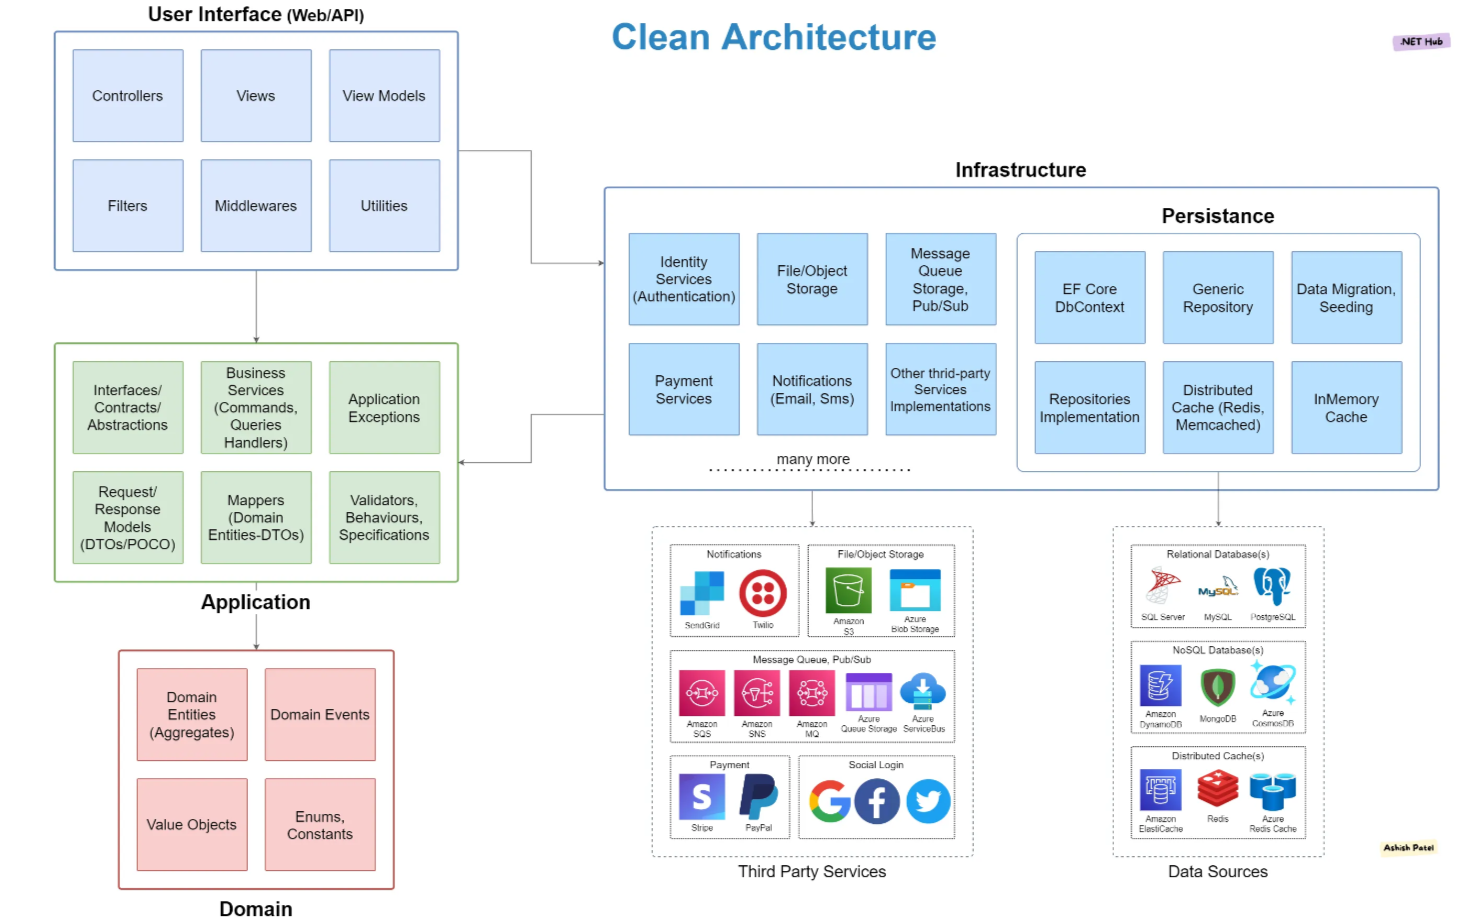 User Interface (Web/API)
Clean Architecture
.NET Hub
Controllers
Views
View Models
Filters
Middlewares
Utilities
Infrastructure
Persistance
Identity
Services
(Authentication)
File/Object
Storage
Message
Queue
Storage,
Pub/Sub
Payment
Services
Notifications
(Email, Sms)
Other thrid-party
Services
Implementations
many more
EF Core
DbContext
Generic
Repository
Data Migration,
Seeding
Repositories
Implementation
Distributed
Cache (Redis,
Memcached)
InMemory
Cache
Interfaces/
Contracts/
Abstractions
Business
Services
(Commands,
Queries
Handlers)
Application
Exceptions
Request/
Response
Models
(DTOs/POCO)
Mappers
(Domain
Entities-DTOs)
Validators,
Behaviours,
Specifications
Application
Domain
Entities
(Aggregates)
Domain Events
Value Objects
Enums,
Constants
Domain
Notifications
SendGrid
Twilio
File/Object Storage
Amazon
S3
Azure
Blob Storage
Message Queue, Pub/Sub
Amazon
SQS
Amazon
SNS
Amazon
MQ
Azure
Queue Storage
Azure
ServiceBus
Payment
S
Stripe
PayPal
Social Login
Third Party Services
Relational Database(s)
SQL Server
MySQL
MySQL
PostgreSQL
NoSQL Database(s)
Amazon
DynamoDB
MongoDB
Azure
CosmosDB
Distributed Cache(s)
Amazon
ElastiCache
Redis
Azure
Redis Cache
Data Sources
Ashish Patel